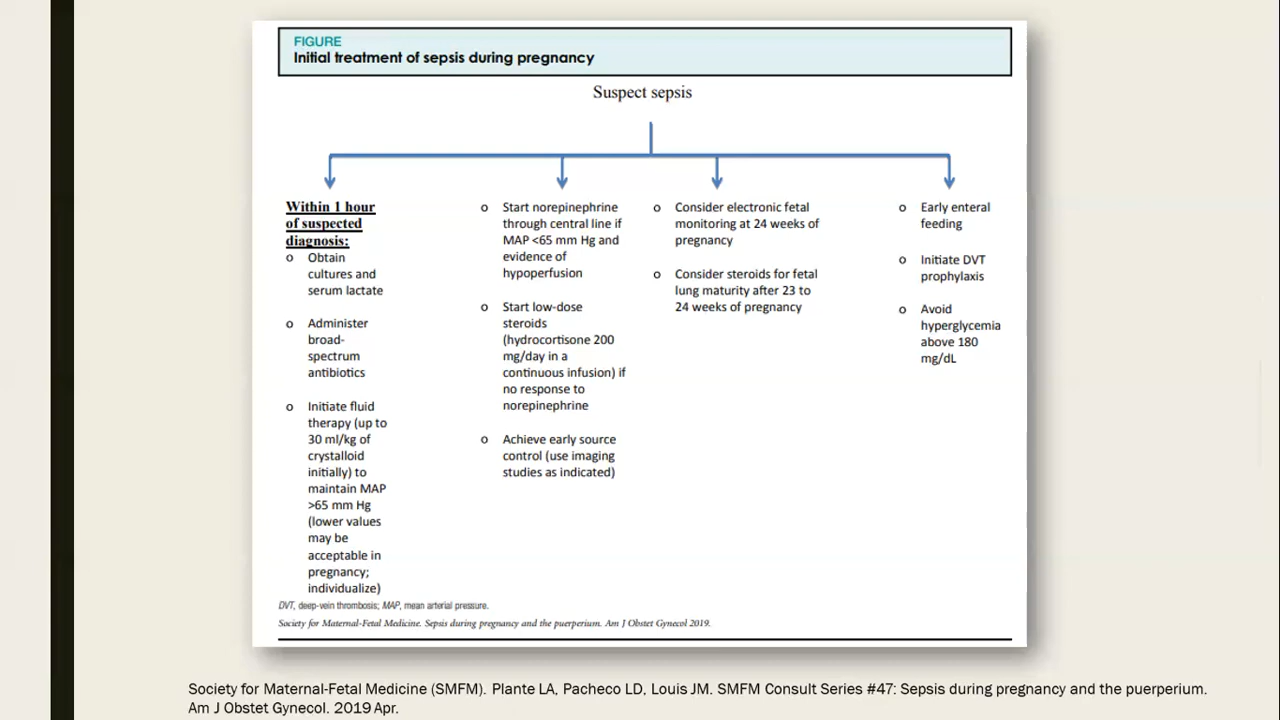 FIGURE
Initial treatment of sepsis during pregnancy
Suspect sepsis
Within 1 hour
of suspected
diagnosis:
o Obtain
cultures and
serum lactate
o Administer
broad-
spectrum
antibiotics
o Initiate fluid
therapy (up to
30 ml/kg of
crystalloid
initially) to
maintain MAP
>65 mm Hg
(lower values
may be
acceptable in
pregnancy;
individualize)
o Start norepinephrine
through central line if
MAP <65 mm Hg and
evidence of
hypoperfusion
o Start low-dose
steroids
(hydrocortisone 200
mg/day in a
continuous infusion) if
no response to
norepinephrine
o Achieve early source
control (use imaging
studies as indicated)
o Consider electronic fetal
monitoring at 24 weeks of
pregnancy
o Consider steroids for fetal
lung maturity after 23 to
24 weeks of pregnancy
o Early enteral
feeding
o Initiate DVT
prophylaxis
o Avoid
hyperglycemia
above 180
mg/dL
DVT, deep-vein thrombosis; MAP, mean arterial pressure.
Society for Maternal-Fetal Medicine. Sepsis during pregnancy and the puerperium. Am J Obstet Gynecol 2019.
Society for Maternal-Fetal Medicine (SMFM). Plante LA, Pacheco LD, Louis JM. SMFM Consult Series #47: Sepsis during pregnancy and the puerperium.
Am J Obstet Gynecol. 2019 Apr.